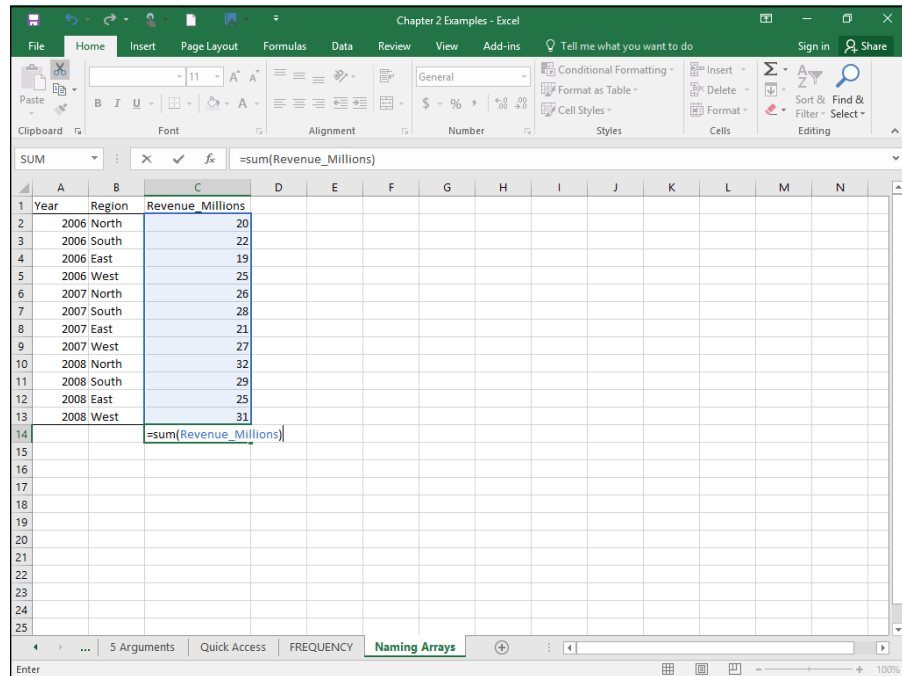 Chapter 2 Examples - Excel
File Home Insert Page Layout Formulas Data Review View Add-ins Tell me what you want to do Sign in Share
Paste
Clipboard
11 A A
B I U A
Font
Alignment
General
$ % , .0 .00 .00 .0
Number
Conditional Formatting
Format as Table
Cell Styles
Styles
Insert
Delete
Format
Cells
Σ
A Z
Sort & Filter
Find & Select
Editing
SUM fx =sum(Revenue_Millions)
A B C D E F G H I J K L M N
1 Year Region Revenue_Millions
2 2006 North 20
3 2006 South 22
4 2006 East 19
5 2006 West 25
6 2007 North 26
7 2007 South 28
8 2007 East 21
9 2007 West 27
10 2008 North 32
11 2008 South 29
12 2008 East 25
13 2008 West 31
14 =sum(Revenue_Millions)
15
16
17
18
19
20
21
22
23
24
25
... 5 Arguments Quick Access FREQUENCY Naming Arrays
Enter 100%